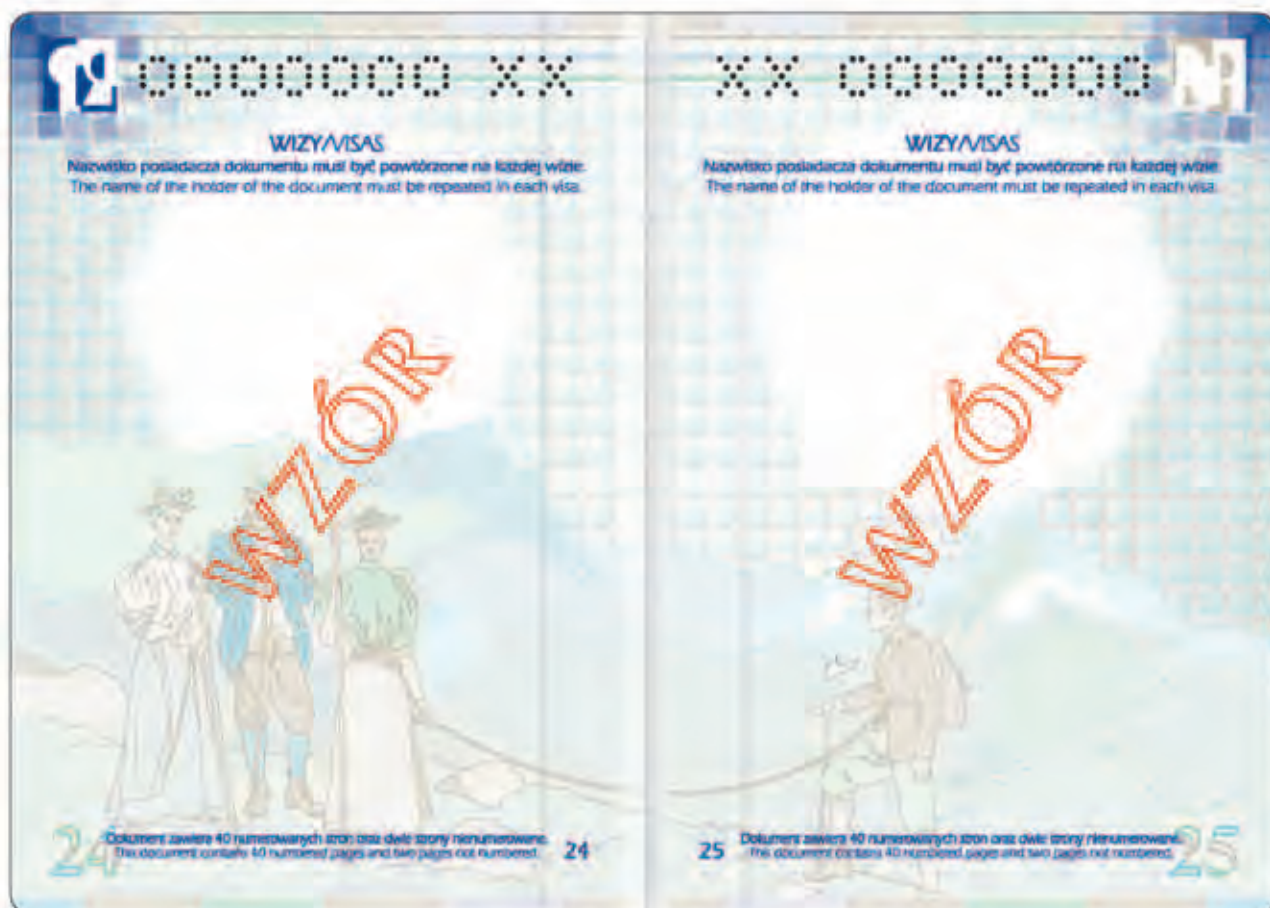 0000000 XX
WIZY/VISAS
Nazwisko posiadacza dokumentu musi być powtórzone na każdej wizie.
The name of the holder of the document must be repeated in each visa.
WZÓR
Dokument zawiera 40 numerowanych stron oraz dwie strony nienumerowane.
This document contains 40 numbered pages and two pages not numbered.
24
24
XX 0000000
WIZY/VISAS
Nazwisko posiadacza dokumentu musi być powtórzone na każdej wizie.
The name of the holder of the document must be repeated in each visa.
WZÓR
25
Dokument zawiera 40 numerowanych stron oraz dwie strony nienumerowane.
This document contains 40 numbered pages and two pages not numbered.
25